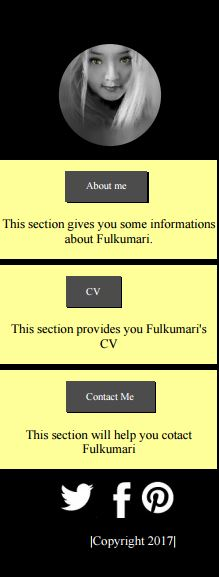 About me
This section gives you some informations
about Fulkumari.
CV
This section provides you Fulkumari's
CV
Contact Me
This section will help you cotact
Fulkumari
|Copyright 2017|